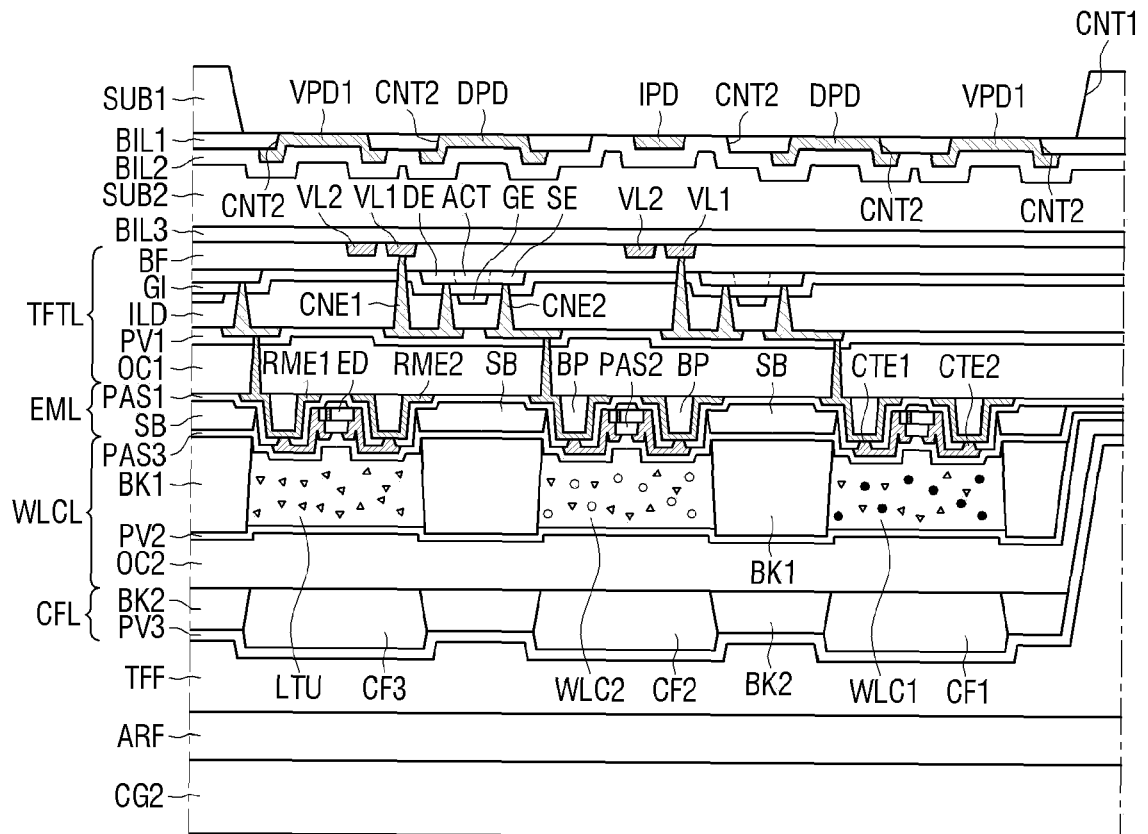 CNT1
SUB1
VPD1 CNT2 DPD IPD CNT2 DPD VPD1
BIL1
BIL2
SUB2
CNT2 VL2 VL1 DE ACT GE SE VL2 VL1 CNT2 CNT2
BIL3
BF
GI
TFTL
CNE1 CNE2
ILD
PV1
OC1
RME1 ED RME2 SB BP PAS2 BP SB CTE1 CTE2
PAS1
EML
SB
PAS3
BK1
WLCL
PV2
OC2
BK1
BK2
CFL
PV3
TFF
LTU CF3 WLC2 CF2 BK2 WLC1 CF1
ARF
CG2